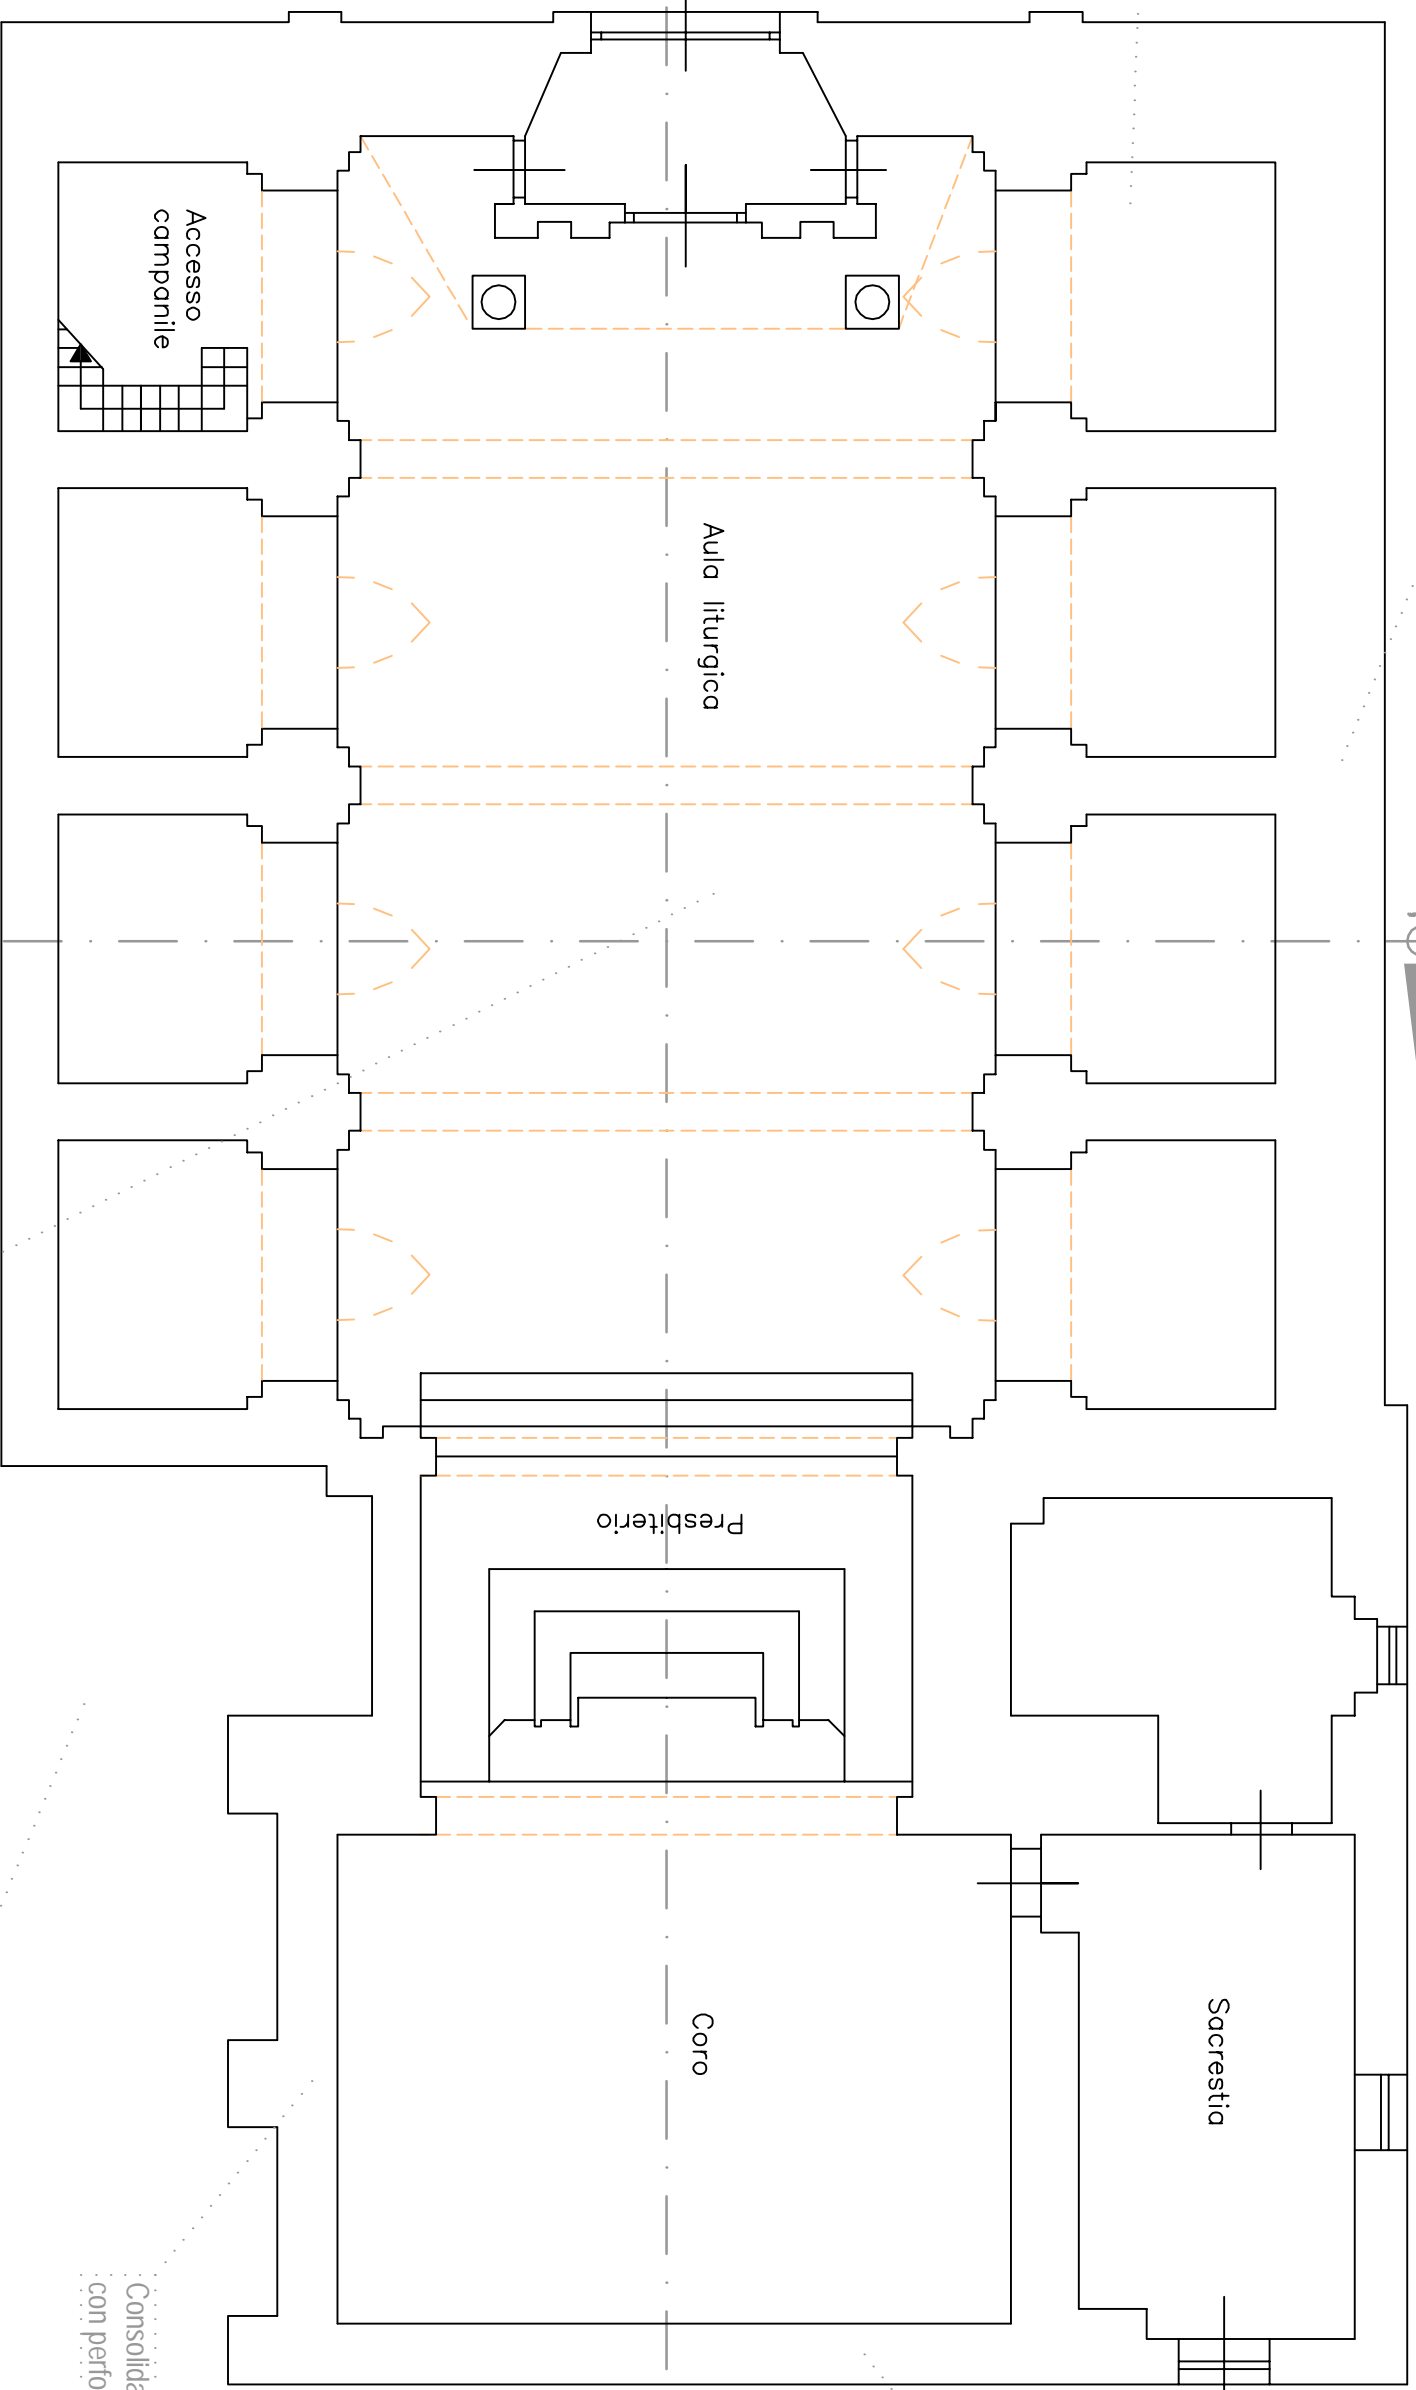 Accesso
campanile
Aula liturgica
Presbiterio
Coro
Sacrestia
Consolida
con perfo